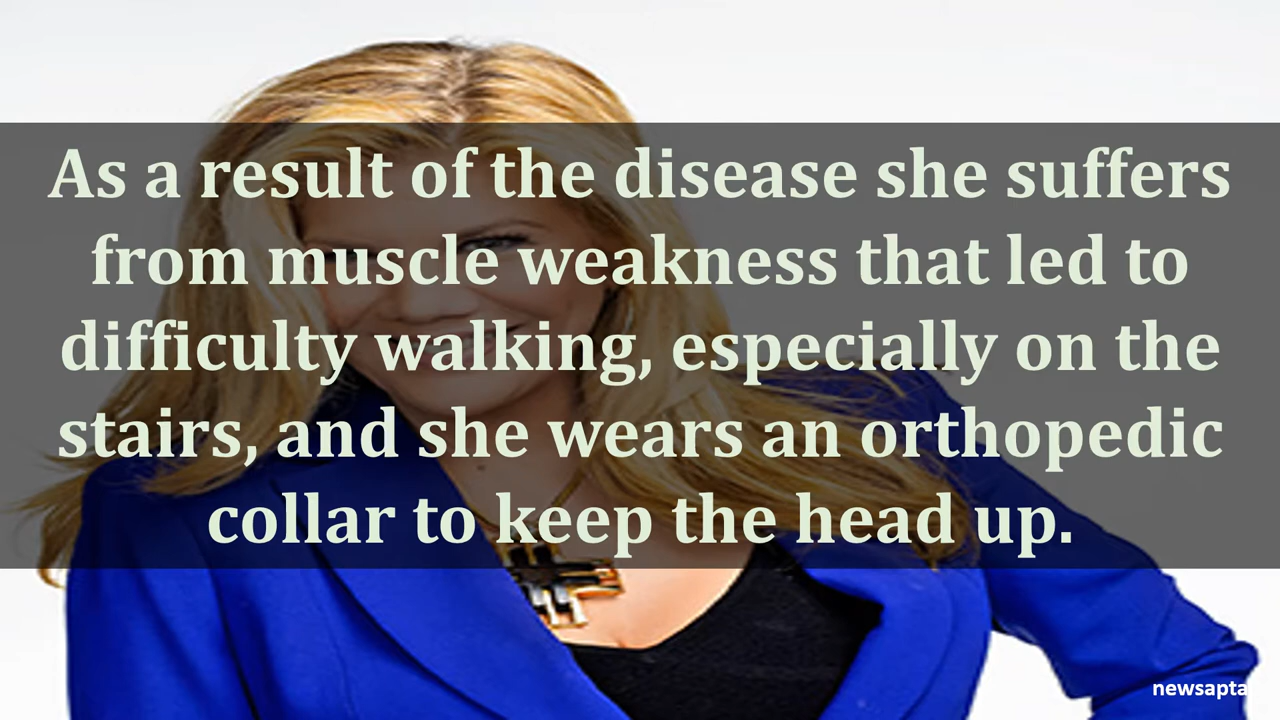 As a result of the disease she suffers
from muscle weakness that led to
difficulty walking, especially on the
stairs, and she wears an orthopedic
collar to keep the head up.